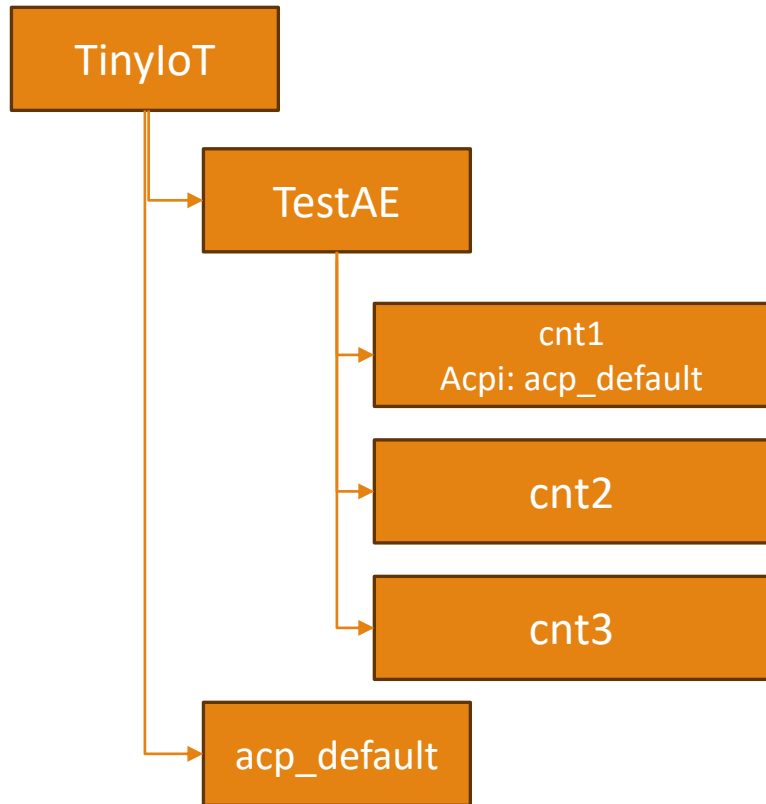 TinyIoT
TestAE
cnt1
Acpi: acp_default
cnt2
cnt3
acp_default